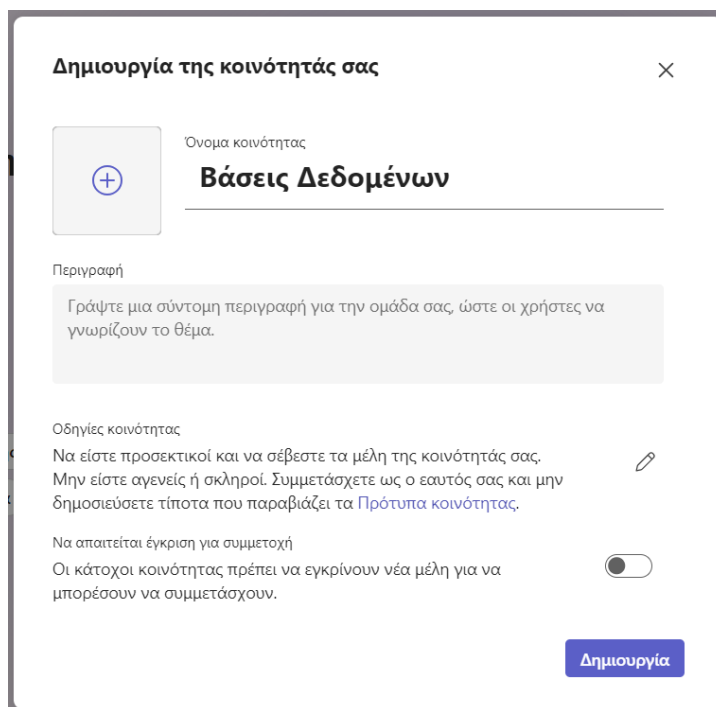 Δημιουργία της κοινότητάς σας
Όνομα κοινότητας
Βάσεις Δεδομένων
Περιγραφή
Γράψτε μια σύντομη περιγραφή για την ομάδα σας, ώστε οι χρήστες να
γνωρίζουν το θέμα.
Οδηγίες κοινότητας
Να είστε προσεκτικοί και να σέβεστε τα μέλη της κοινότητάς σας.
Μην είστε αγενείς ή σκληροί. Συμμετάσχετε ως ο εαυτός σας και μην
δημοσιεύσετε τίποτα που παραβιάζει τα Πρότυπα κοινότητας.
Να απαιτείται έγκριση για συμμετοχή
Οι κάτοχοι κοινότητας πρέπει να εγκρίνουν νέα μέλη για να
μπορέσουν να συμμετάσχουν.
Δημιουργία